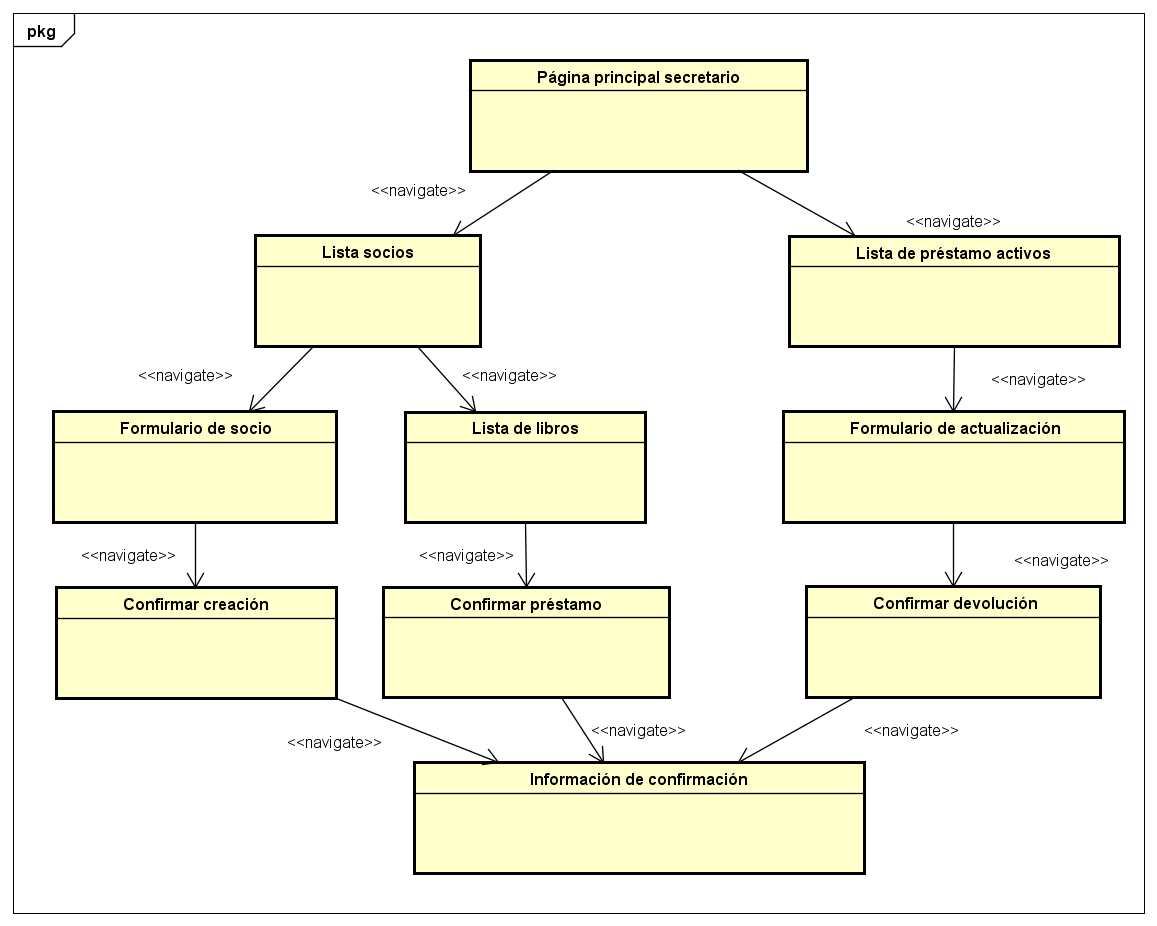 pkg
Página principal secretario
<<navigate>>
<<navigate>>
Lista socios
Lista de préstamo activos
<<navigate>>
<<navigate>>
<<navigate>>
Formulario de socio
Lista de libros
Formulario de actualización
<<navigate>>
<<navigate>>
<<navigate>>
Confirmar creación
Confirmar préstamo
Confirmar devolución
<<navigate>>
<<navigate>>
<<navigate>>
Información de confirmación